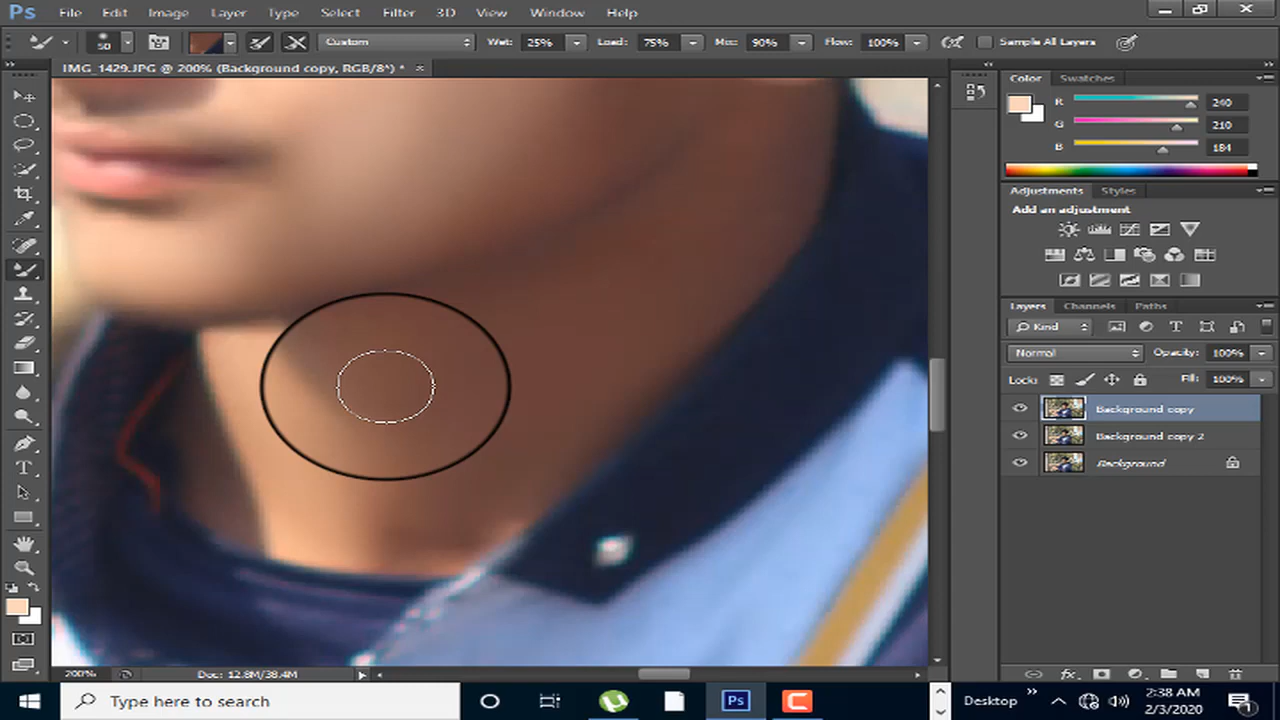 Ps File Edit Image Layer Type Select Filter 3D View Window Help
50 Custom Wet: 25% Load: 75% Mix: 90% Flow: 100% Sample All Layers
IMG_1429.JPG @ 200% (Background copy, RGB/8*) * ×
Color Swatches
R 240
G 210
B 184
Adjustments Styles
Add an adjustment
Layers Channels Paths
Kind
Normal Opacity: 100%
Lock: Fill: 100%
Background copy
Background copy 2
Background
200% Doc: 12.8M/38.4M
Type here to search
Ps
Desktop
2:38 AM
2/3/2020
1